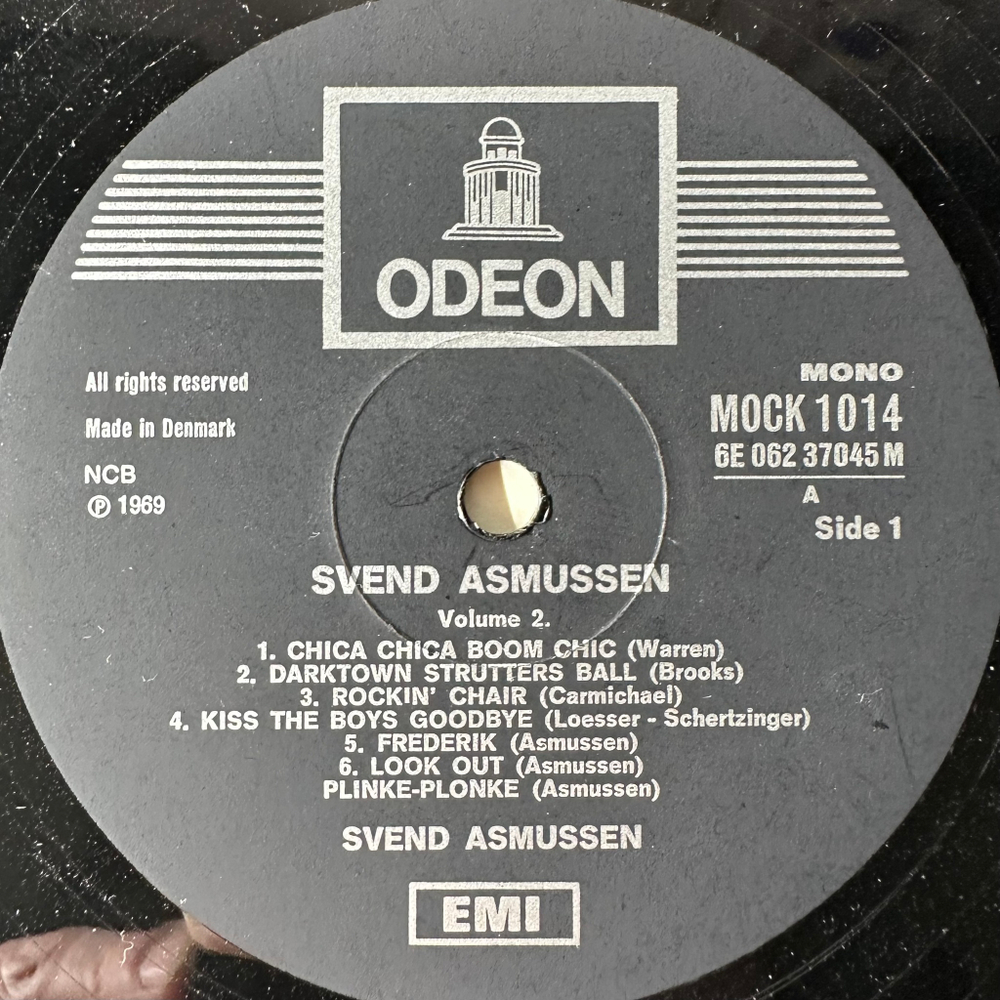 ODEON
All rights reserved
Made in Denmark
NCB
℗ 1969
MONO
MOCK 1014
6E 062 37045 M
A
Side 1
SVEND ASMUSSEN
Volume 2.
1. CHICA CHICA BOOM CHIC (Warren)
2. DARKTOWN STRUTTERS BALL (Brooks)
3. ROCKIN' CHAIR (Carmichael)
4. KISS THE BOYS GOODBYE (Loesser - Schertzinger)
5. FREDERIK (Asmussen)
6. LOOK OUT (Asmussen)
PLINKE-PLONKE (Asmussen)
SVEND ASMUSSEN
EMI